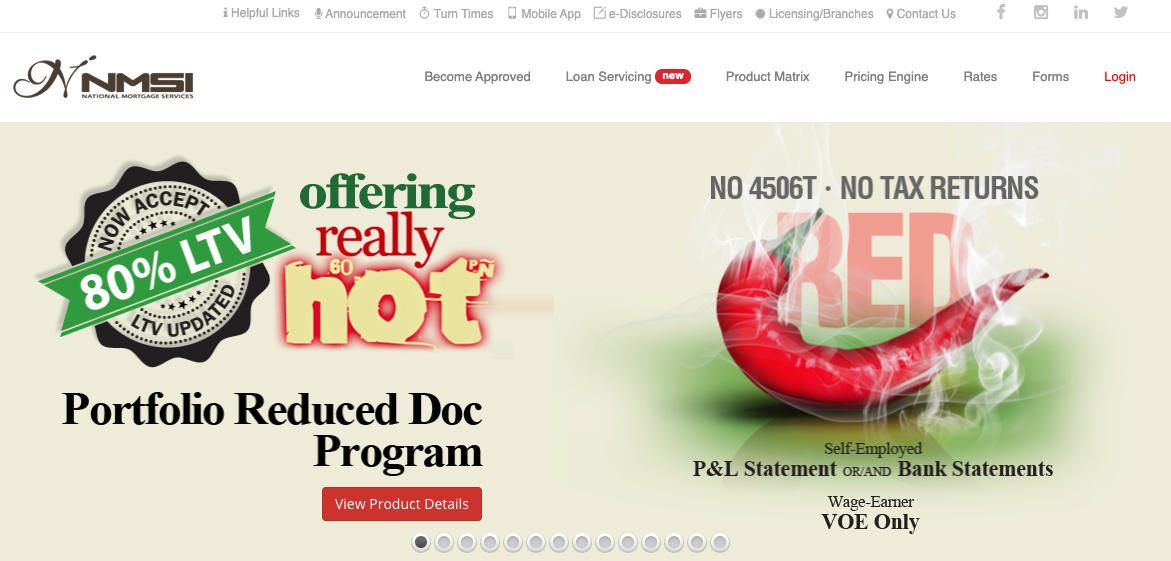 Helpful Links Announcement Turn Times Mobile App e-Disclosures Flyers Licensing/Branches Contact Us
NMSI
NATIONAL MORTGAGE SERVICES
Become Approved Loan Servicing new Product Matrix Pricing Engine Rates Forms Login
NOW ACCEPT
80% LTV
LTV UPDATED
offering
really
hot
Portfolio Reduced Doc
Program
View Product Details
NO 4506T · NO TAX RETURNS
RED
Self-Employed
P&L Statement OR/AND Bank Statements
Wage-Earner
VOE Only